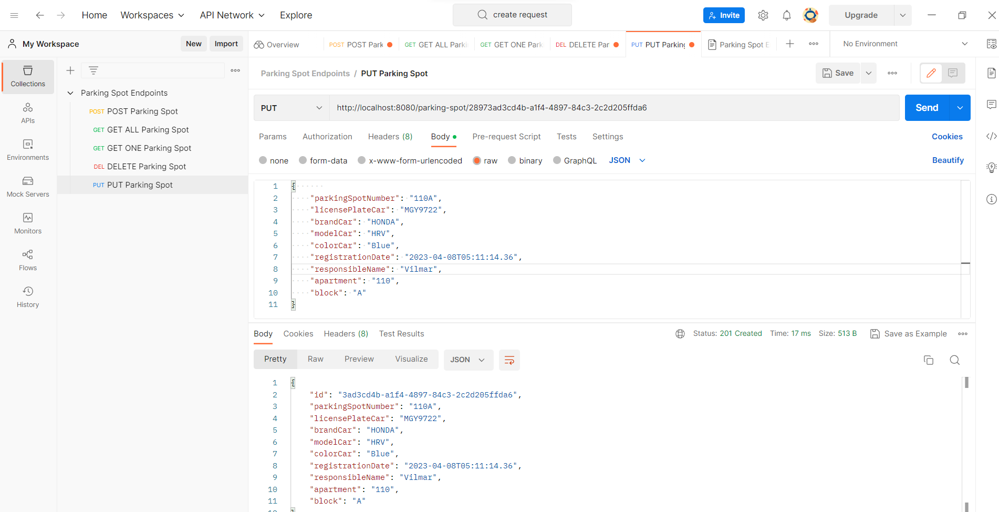 Home Workspaces API Network Explore create request Invite Upgrade
My Workspace New Import Overview POST POST Park GET GET ALL Parki GET GET ONE Park DEL DELETE Par PUT PUT Parking Parking Spot E No Environment
Collections
APIs
Environments
Mock Servers
Monitors
Flows
History
Parking Spot Endpoints
POST POST Parking Spot
GET GET ALL Parking Spot
GET GET ONE Parking Spot
DEL DELETE Parking Spot
PUT PUT Parking Spot
Parking Spot Endpoints / PUT Parking Spot Save
PUT http://localhost:8080/parking-spot/28973ad3cd4b-a1f4-4897-84c3-2c2d205ffda6 Send
Params Authorization Headers (8) Body Pre-request Script Tests Settings Cookies
none form-data x-www-form-urlencoded raw binary GraphQL JSON Beautify
1 {
2 "parkingSpotNumber": "110A",
3 "licensePlateCar": "MGY9722",
4 "brandCar": "HONDA",
5 "modelCar": "HRV",
6 "colorCar": "Blue",
7 "registrationDate": "2023-04-08T05:11:14.36",
8 "responsibleName": "Vilmar",
9 "apartment": "110",
10 "block": "A"
11 }
Body Cookies Headers (8) Test Results Status: 201 Created Time: 17 ms Size: 513 B Save as Example
Pretty Raw Preview Visualize JSON
1 {
2 "id": "3ad3cd4b-a1f4-4897-84c3-2c2d205ffda6",
3 "parkingSpotNumber": "110A",
4 "licensePlateCar": "MGY9722",
5 "brandCar": "HONDA",
6 "modelCar": "HRV",
7 "colorCar": "Blue",
8 "registrationDate": "2023-04-08T05:11:14.36",
9 "responsibleName": "Vilmar",
10 "apartment": "110",
11 "block": "A"
12 }